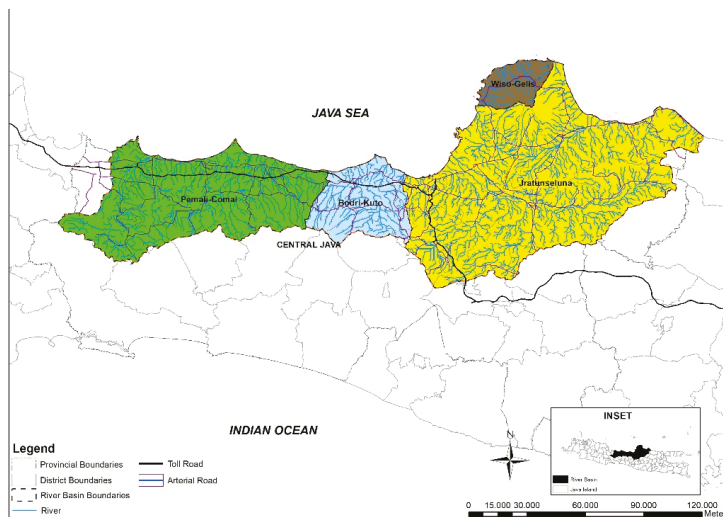 Wiso-Gelis
JAVA SEA
Jratunseluna
Pemali-Comal
Bodri-Kuto
CENTRAL JAVA
INDIAN OCEAN
Legend
Provincial Boundaries
District Boundaries
River Basin Boundaries
River
Toll Road
Arterial Road
N
INSET
River Basin
Java Island
0 15.000 30.000 60.000 90.000 120.000
Mete